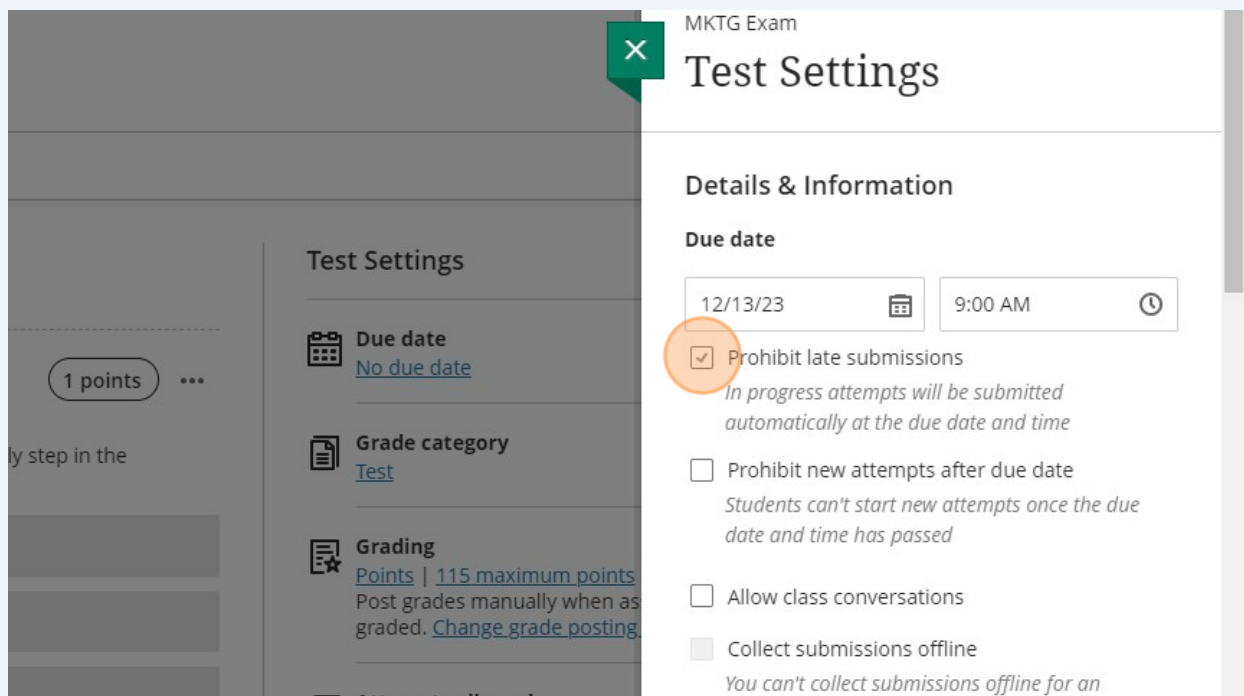 MKTG Exam
Test Settings
Details & Information
Due date
12/13/23
9:00 AM
Prohibit late submissions
In progress attempts will be submitted
automatically at the due date and time
Prohibit new attempts after due date
Students can't start new attempts once the due
date and time has passed
Allow class conversations
Collect submissions offline
You can't collect submissions offline for an
1 points
ly step in the
Test Settings
Due date
No due date
Grade category
Test
Grading
Points | 115 maximum points
Post grades manually when as
graded. Change grade posting